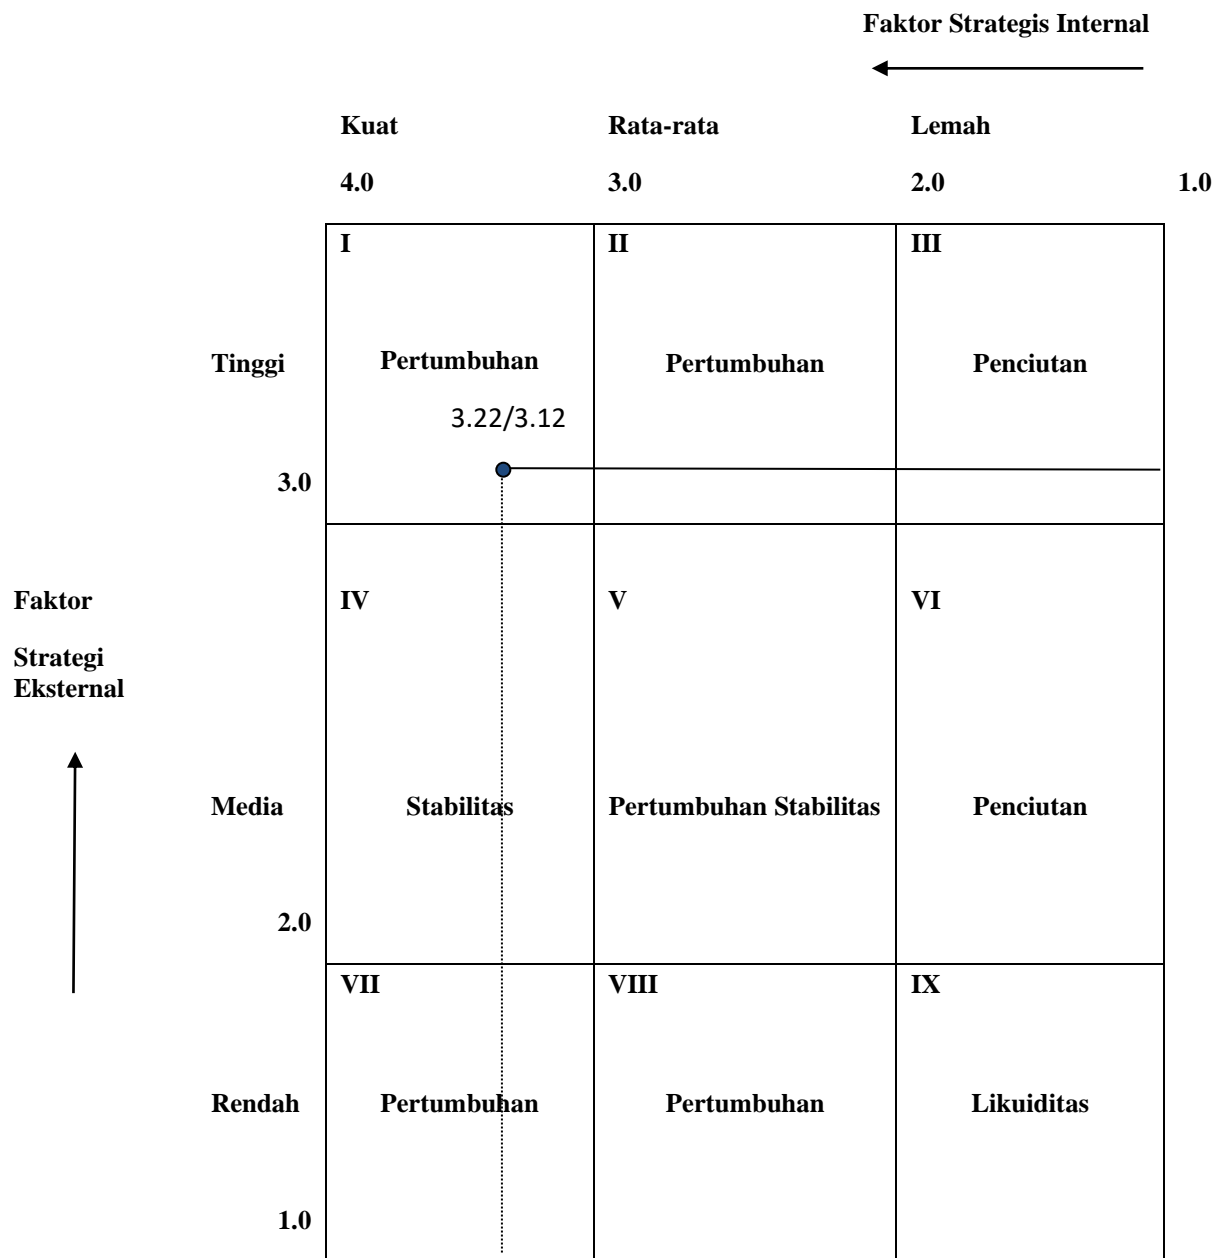 Faktor Strategis Internal
Kuat Rata-rata Lemah
4.0 3.0 2.0 1.0
I II III
Tinggi Pertumbuhan Pertumbuhan Penciutan
3.22/3.12
3.0
Faktor IV V VI
Strategi
Eksternal
Media Stabilitas Pertumbuhan Stabilitas Penciutan
2.0
VII VIII IX
Rendah Pertumbuhan Pertumbuhan Likuiditas
1.0